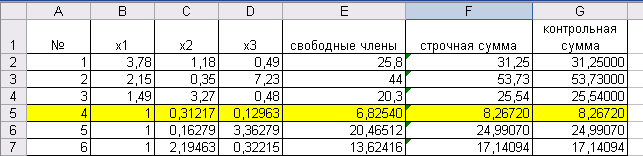 A B C D E F G
1 № x1 x2 x3 свободные члены строчная сумма контрольная сумма
2 1 3,78 1,18 0,49 25,8 31,25 31,25000
3 2 2,15 0,35 7,23 44 53,73 53,73000
4 3 1,49 3,27 0,48 20,3 25,54 25,54000
5 4 1 0,31217 0,12963 6,82540 8,26720 8,26720
6 5 1 0,16279 3,36279 20,46512 24,99070 24,99070
7 6 1 2,19463 0,32215 13,62416 17,14094 17,14094